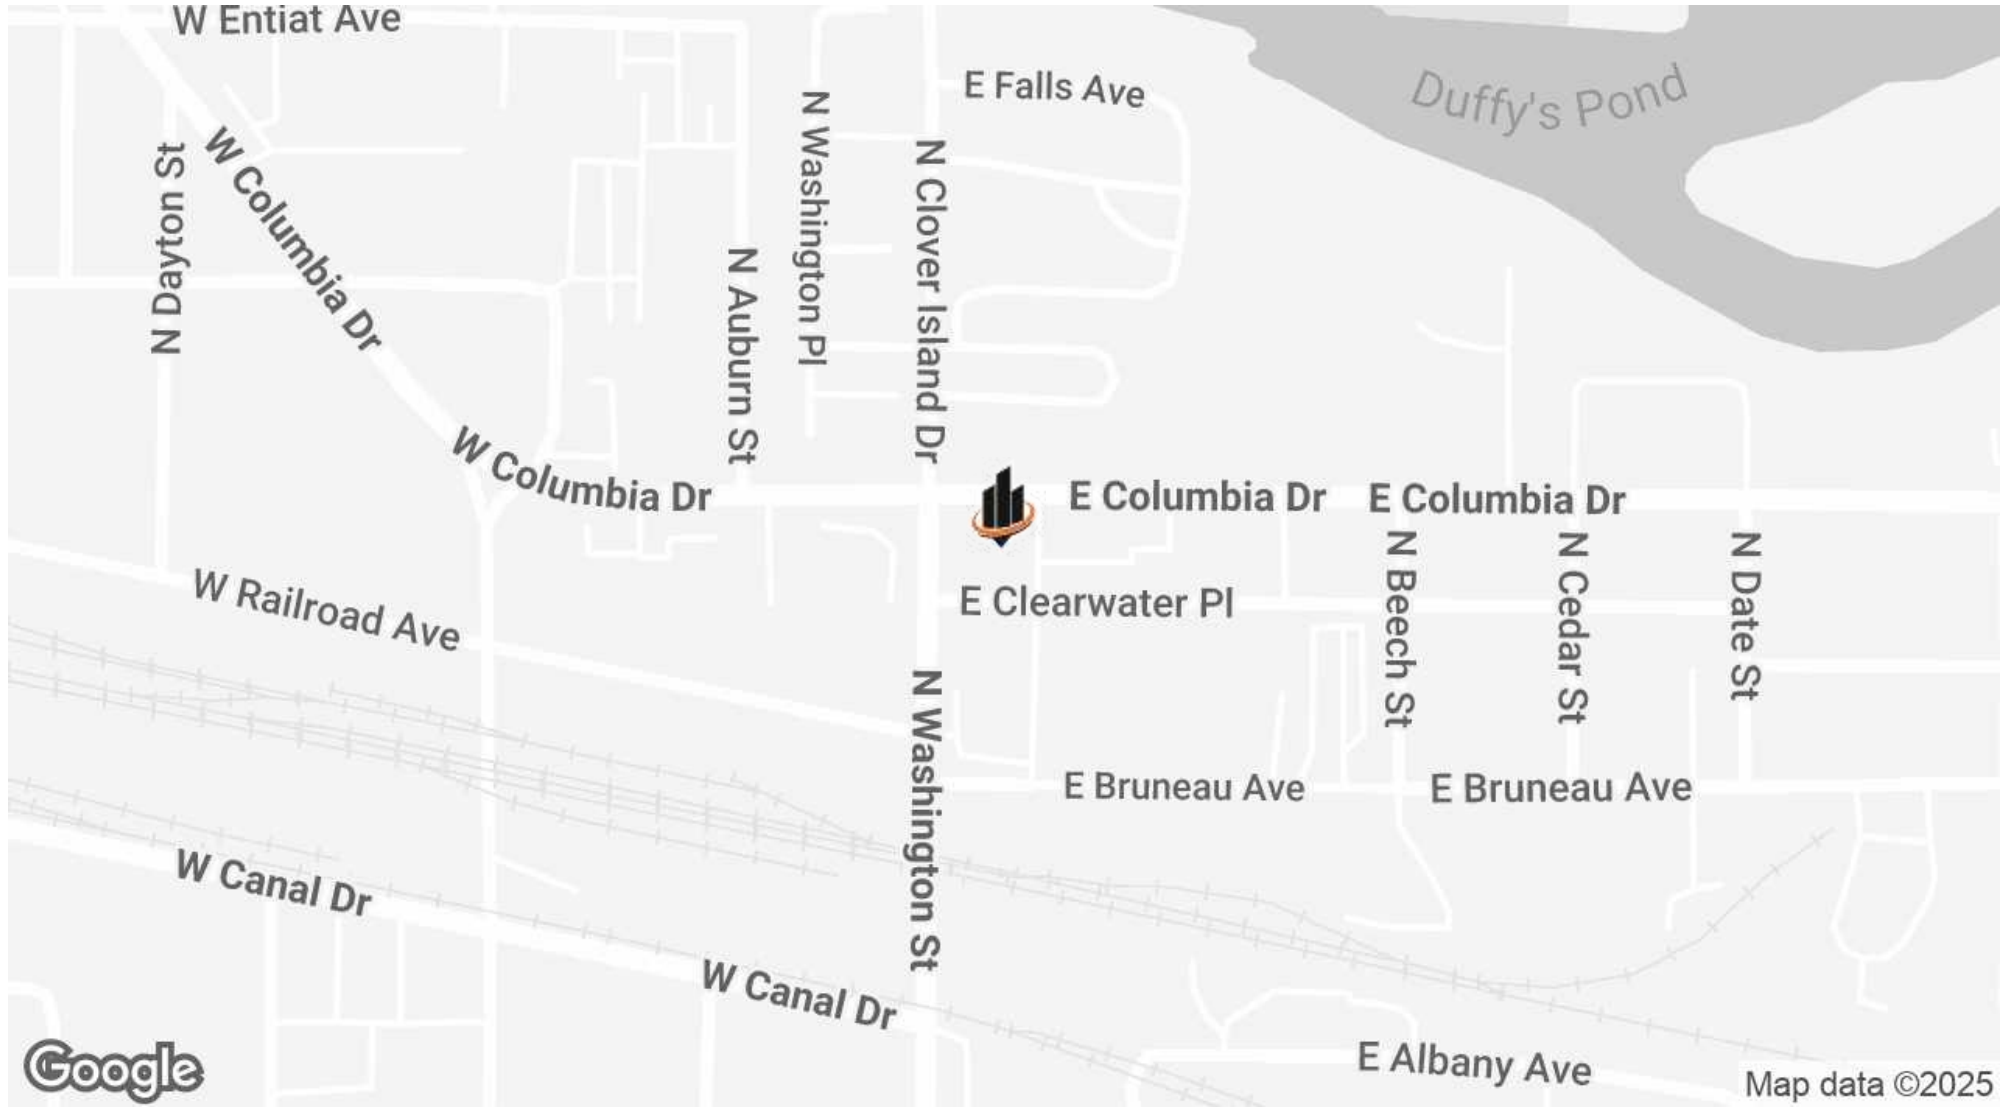 W Entiat Ave
E Falls Ave
Duffy's Pond
N Washington Pl
N Clover Island Dr
N Dayton St
W Columbia Dr
N Auburn St
W Columbia Dr
E Columbia Dr
E Columbia Dr
N Beech St
N Cedar St
N Date St
W Railroad Ave
E Clearwater Pl
N Washington St
E Bruneau Ave
E Bruneau Ave
W Canal Dr
W Canal Dr
E Albany Ave
Google
Map data ©2025